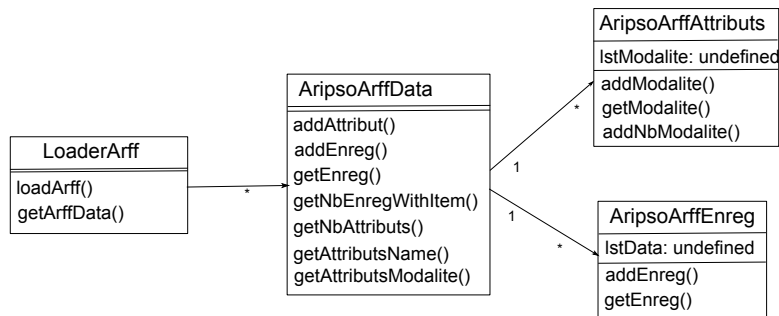 LoaderArff
loadArff()
getArffData()
*
AripsoArffData
addAttribut()
addEnreg()
getEnreg()
getNbEnregWithItem()
getNbAttributs()
getAttributsName()
getAttributsModalite()
1
*
1
*
AripsoArffAttributs
lstModalite: undefined
addModalite()
getModalite()
addNbModalite()
AripsoArffEnreg
lstData: undefined
addEnreg()
getEnreg()